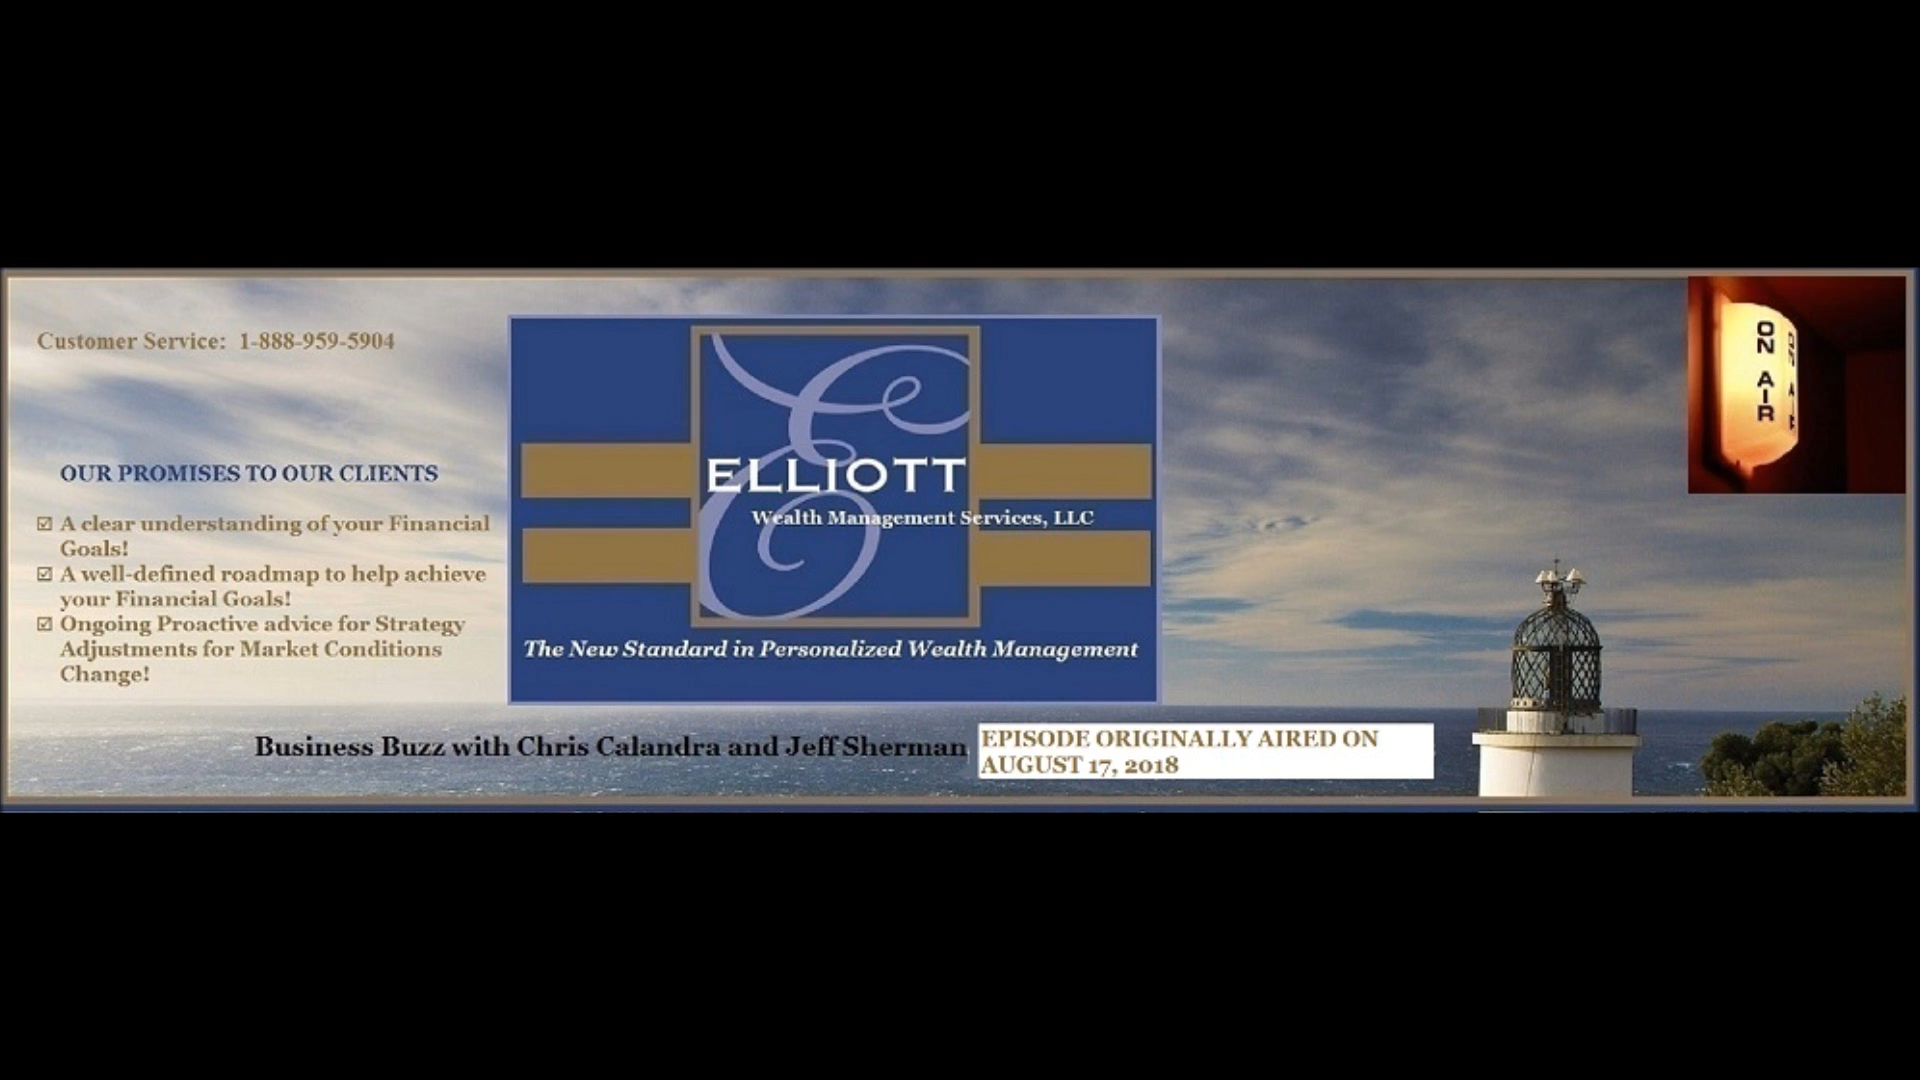 Customer Service: 1-888-959-5904
OUR PROMISES TO OUR CLIENTS
☑ A clear understanding of your Financial
Goals!
☑ A well-defined roadmap to help achieve
your Financial Goals!
☑ Ongoing Proactive advice for Strategy
Adjustments for Market Conditions
Change!
E
ELLIOTT
Wealth Management Services, LLC
The New Standard in Personalized Wealth Management
ON AIR
ON AIR
Business Buzz with Chris Calandra and Jeff Sherman
EPISODE ORIGINALLY AIRED ON
AUGUST 17, 2018